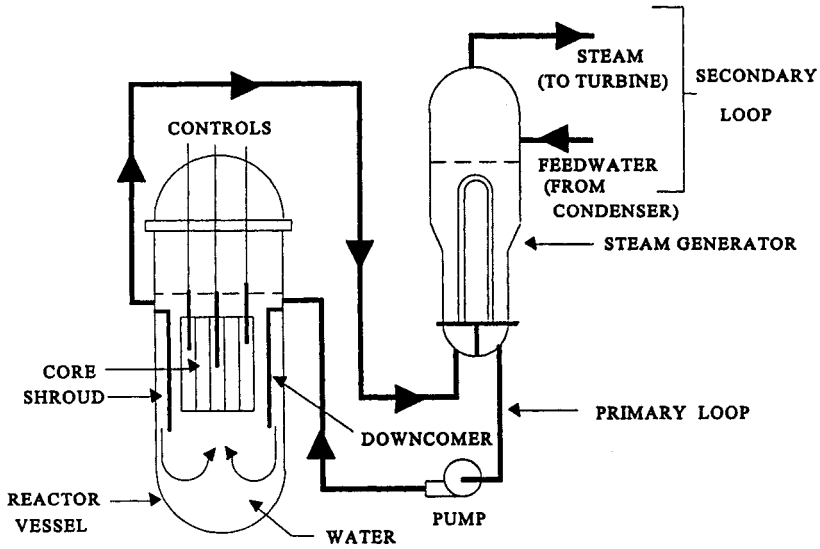 STEAM
(TO TURBINE)
SECONDARY
LOOP
CONTROLS
FEEDWATER
(FROM
CONDENSER)
STEAM GENERATOR
CORE
SHROUD
PRIMARY LOOP
DOWNCOMER
REACTOR
VESSEL
PUMP
WATER